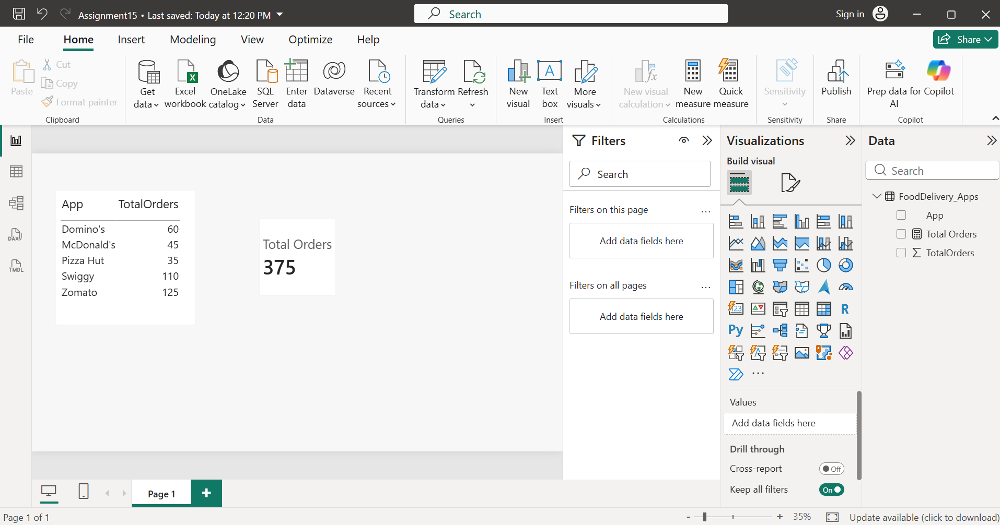 Assignment15 • Last saved: Today at 12:20 PM
Search
Sign in
File
Home
Insert
Modeling
View
Optimize
Help
Share
Paste
Cut
Copy
Format painter
Clipboard
Get data
Excel workbook
OneLake catalog
SQL Server
Enter data
Dataverse
Recent sources
Data
Transform data
Refresh
Queries
New visual
A
Text box
More visuals
Insert
fx
New visual calculation
New measure
Quick measure
Calculations
Sensitivity
Sensitivity
Publish
Share
Prep data for AI
Copilot
Copilot
DAX
TMDL
App TotalOrders
Domino's 60
McDonald's 45
Pizza Hut 35
Swiggy 110
Zomato 125
Total Orders
375
Filters
Search
Filters on this page ...
Add data fields here
Filters on all pages ...
Add data fields here
Visualizations
Build visual
123
R
Py
A
...
Values
Add data fields here
Drill through
Cross-report Off
Keep all filters On
Data
Search
FoodDelivery_Apps
App
Total Orders
Σ TotalOrders
Page 1
+
Page 1 of 1
- + 35%
Update available (click to download)